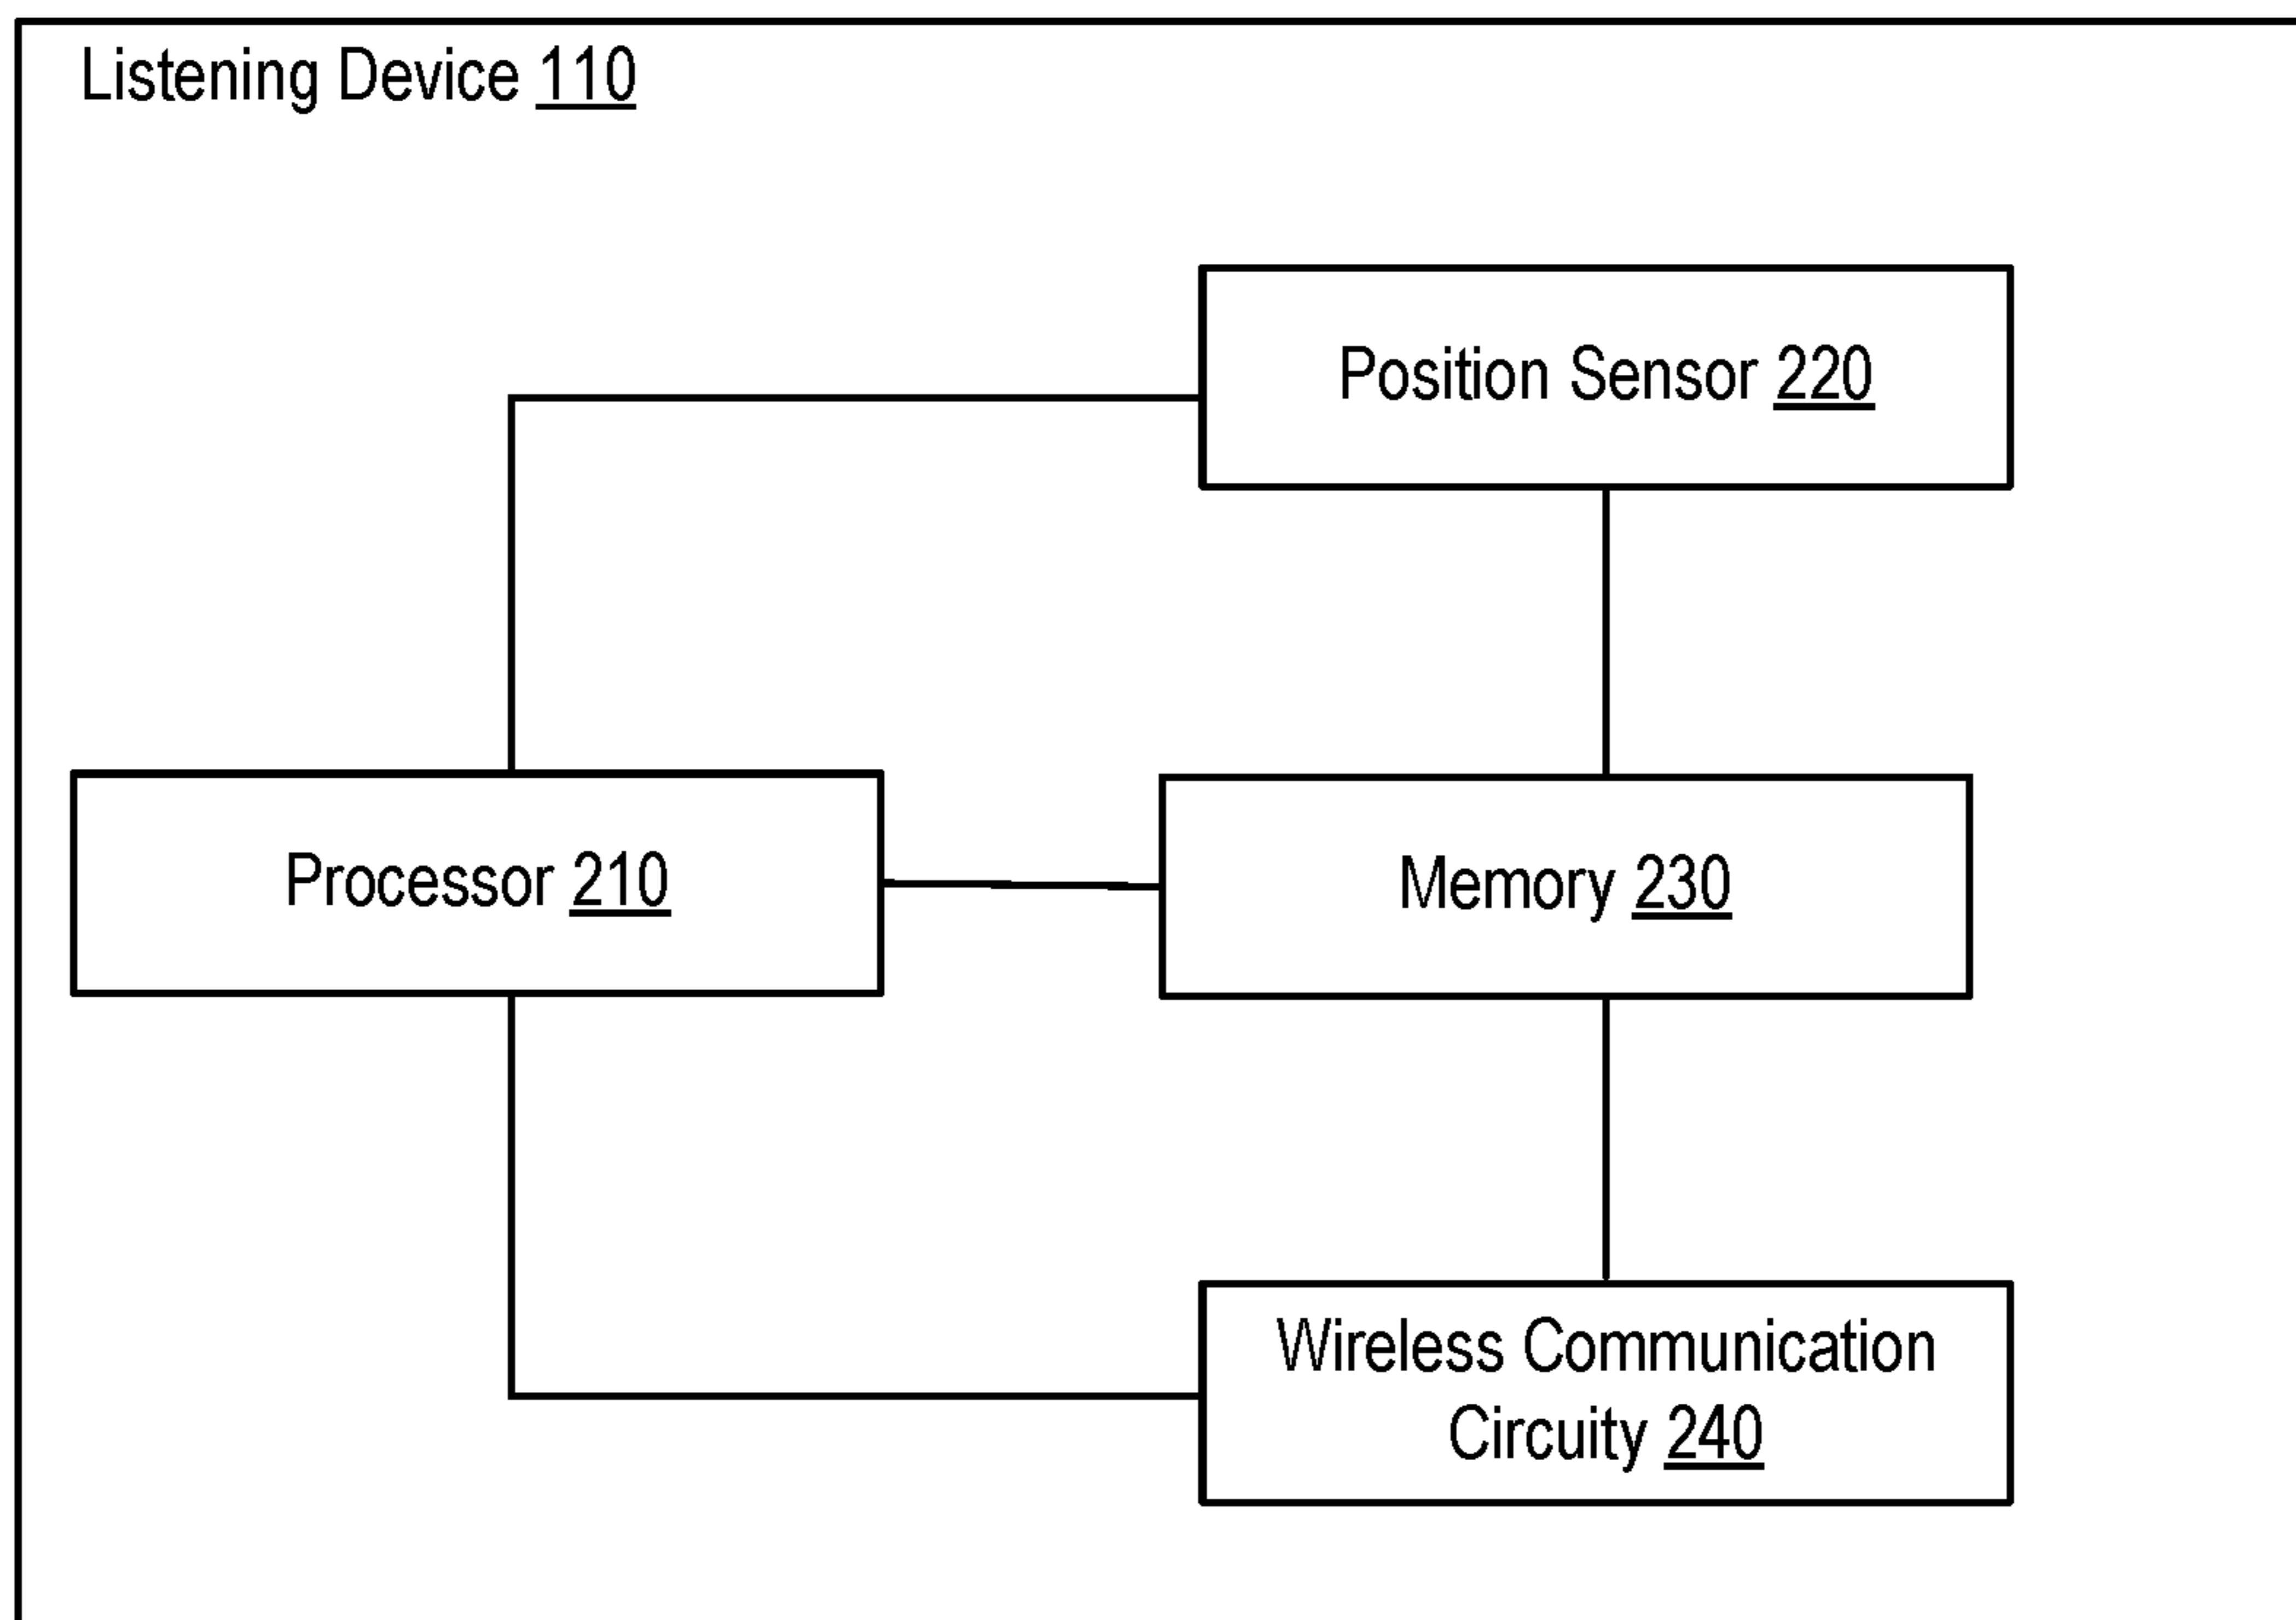 Listening Device 110
Position Sensor 220
Processor 210
Memory 230
Wireless Communication
Circuity 240